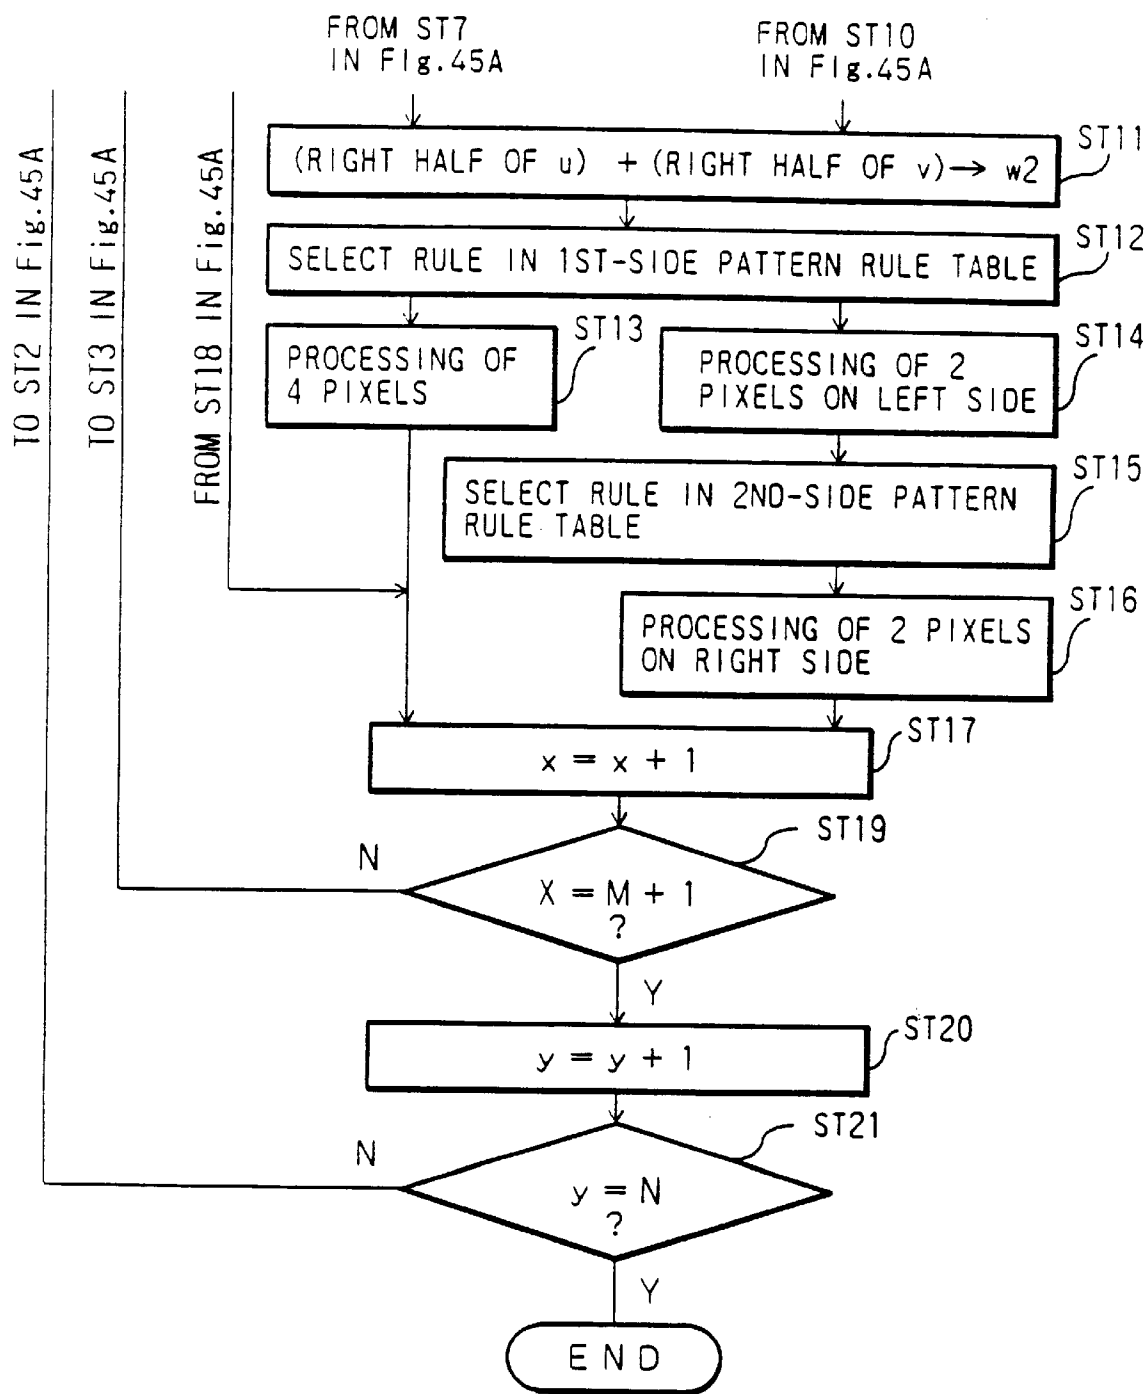 FROM ST7
IN FIg.45A
FROM ST10
IN FIg.45A
TO ST2 IN Fig.45A
TO ST3 IN Fig.45A
FROM ST18 IN Fig.45A
(RIGHT HALF OF u) + (RIGHT HALF OF v)→ w2
ST11
SELECT RULE IN 1ST-SIDE PATTERN RULE TABLE
ST12
PROCESSING OF
4 PIXELS
ST13
PROCESSING OF 2
PIXELS ON LEFT SIDE
ST14
SELECT RULE IN 2ND-SIDE PATTERN
RULE TABLE
ST15
PROCESSING OF 2 PIXELS
ON RIGHT SIDE
ST16
x = x + 1
ST17
N
X = M + 1
?
ST19
Y
y = y + 1
ST20
N
y = N
?
ST21
Y
END